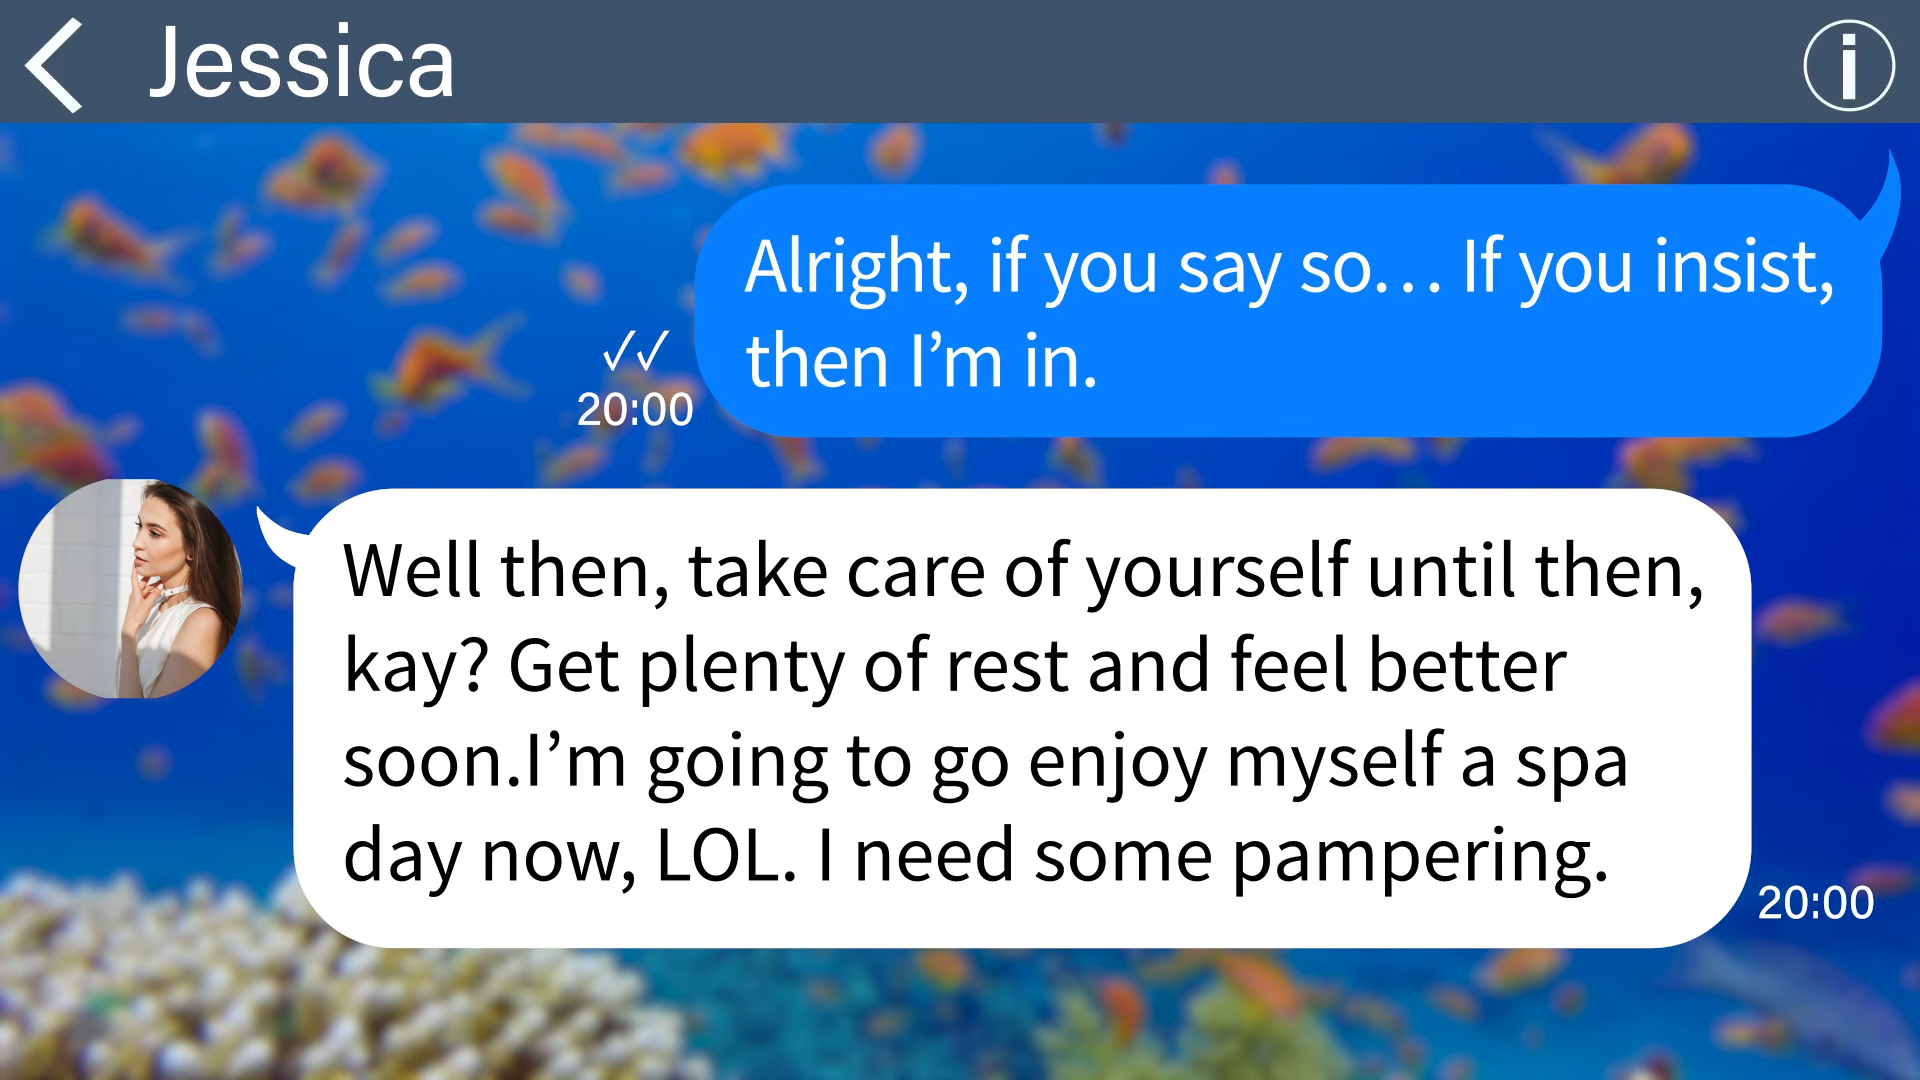 Jessica
Alright, if you say so… If you insist,
then I’m in.
✓✓
20:00
Well then, take care of yourself until then,
kay? Get plenty of rest and feel better
soon.I’m going to go enjoy myself a spa
day now, LOL. I need some pampering.
20:00